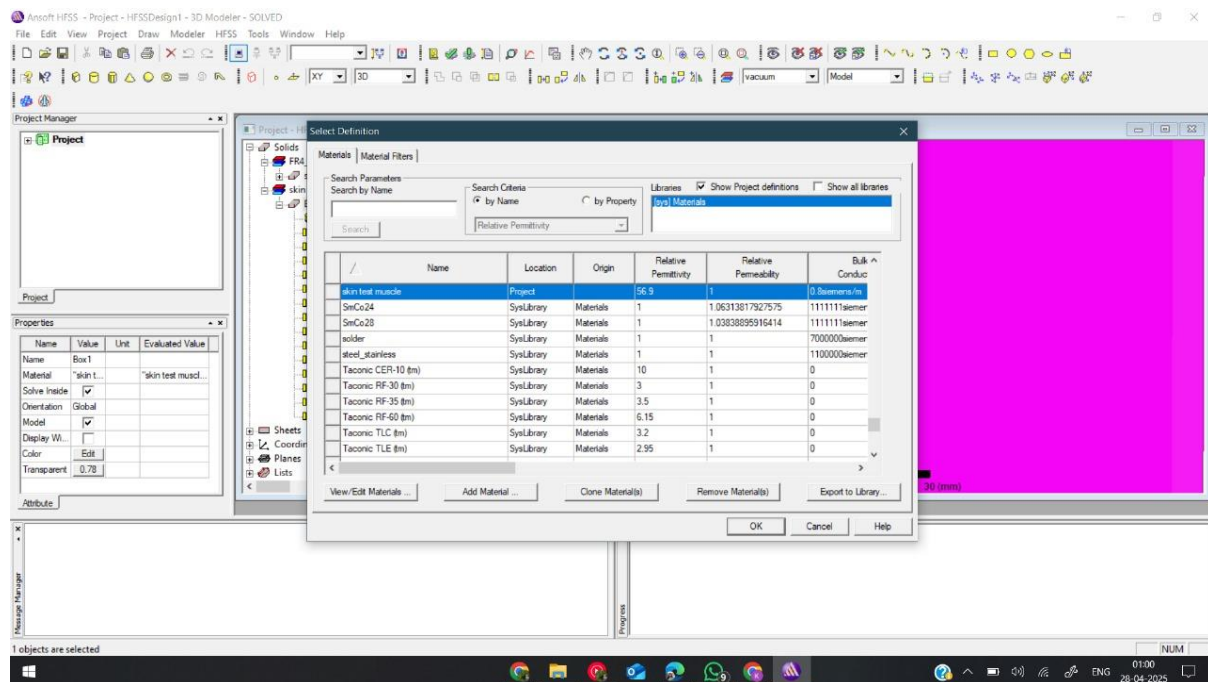 Ansoft HFSS - Project - HFSSDesign1 - 3D Modeler - SOLVED
File Edit View Project Draw Modeler HFSS Tools Window Help
XY 3D vacuum Model
Project Manager
Project
Project
Properties
Name Value Unit Evaluated Value
Name Box1
Material "skin t... "skin test muscl...
Solve Inside
Orientation Global
Model
Display Wi...
Color Edit
Transparent 0.78
Attribute
Project - H
Solids
FR4_
skin
Sheets
Coordin
Planes
Lists
Select Definition
Materials Material Filters
Search Parameters
Search by Name
Search
Search Criteria
by Name by Property
Relative Permittivity
Libraries Show Project definitions Show all libraries
[sys] Materials
/ Name Location Origin Relative Permittivity Relative Permeability Bulk Conduc
skin test muscle Project 56.9 1 0.8siemens/m
SmCo24 SysLibrary Materials 1 1.06313817927575 1111111siemer
SmCo28 SysLibrary Materials 1 1.03838895916414 1111111siemer
solder SysLibrary Materials 1 1 7000000siemer
steel_stainless SysLibrary Materials 1 1 1100000siemer
Taconic CER-10 (tm) SysLibrary Materials 10 1 0
Taconic RF-30 (tm) SysLibrary Materials 3 1 0
Taconic RF-35 (tm) SysLibrary Materials 3.5 1 0
Taconic RF-60 (tm) SysLibrary Materials 6.15 1 0
Taconic TLC (tm) SysLibrary Materials 3.2 1 0
Taconic TLE (tm) SysLibrary Materials 2.95 1 0
View/Edit Materials ... Add Material ... Clone Material(s) Remove Material(s) Export to Library...
OK Cancel Help
30 (mm)
Message Manager
Progress
1 objects are selected
NUM
ENG
01:00
28-04-2025